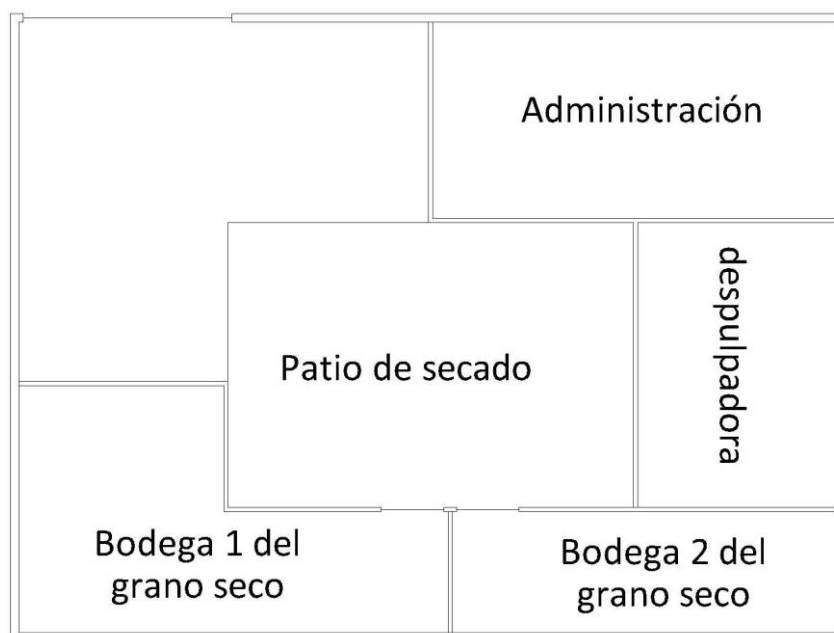 Administración
despulpadora
Patio de secado
Bodega 1 del
grano seco
Bodega 2 del
grano seco